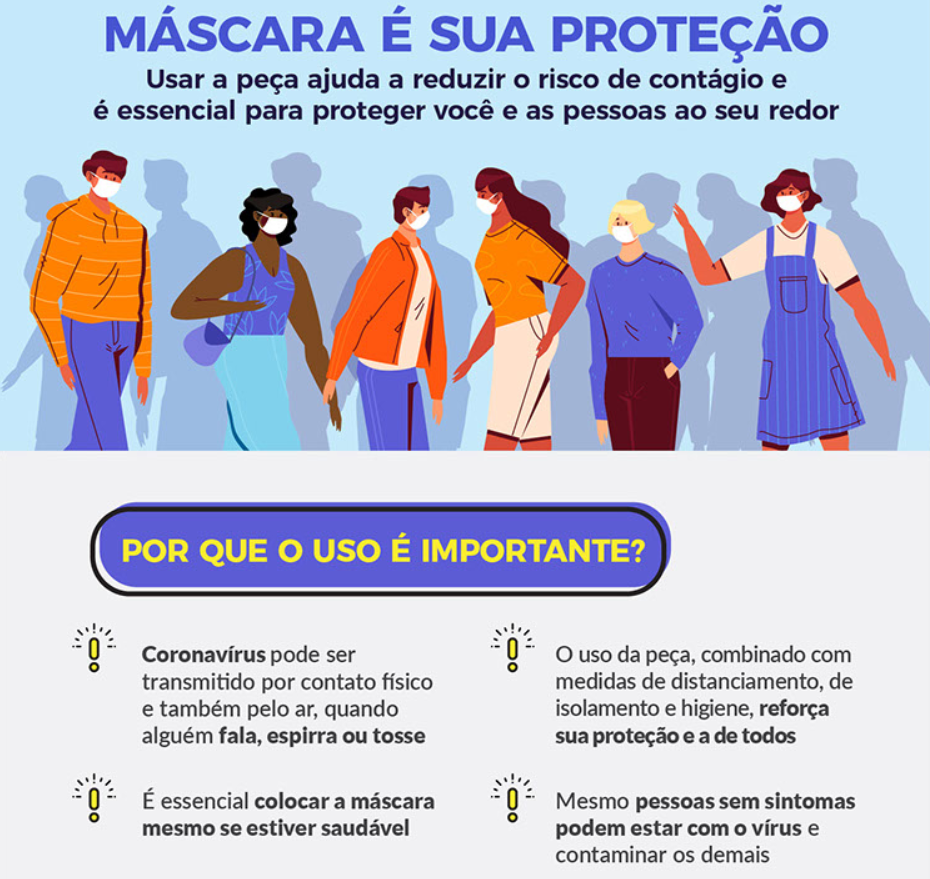 MÁSCARA É SUA PROTEÇÃO
Usar a peça ajuda a reduzir o risco de contágio e
é essencial para proteger você e as pessoas ao seu redor
POR QUE O USO É IMPORTANTE?
Coronavírus pode ser
transmitido por contato físico
e também pelo ar, quando
alguém fala, espirra ou tosse
O uso da peça, combinado com
medidas de distanciamento, de
isolamento e higiene, reforça
sua proteção e a de todos
É essencial colocar a máscara
mesmo se estiver saudável
Mesmo pessoas sem sintomas
podem estar com o vírus e
contaminar os demais